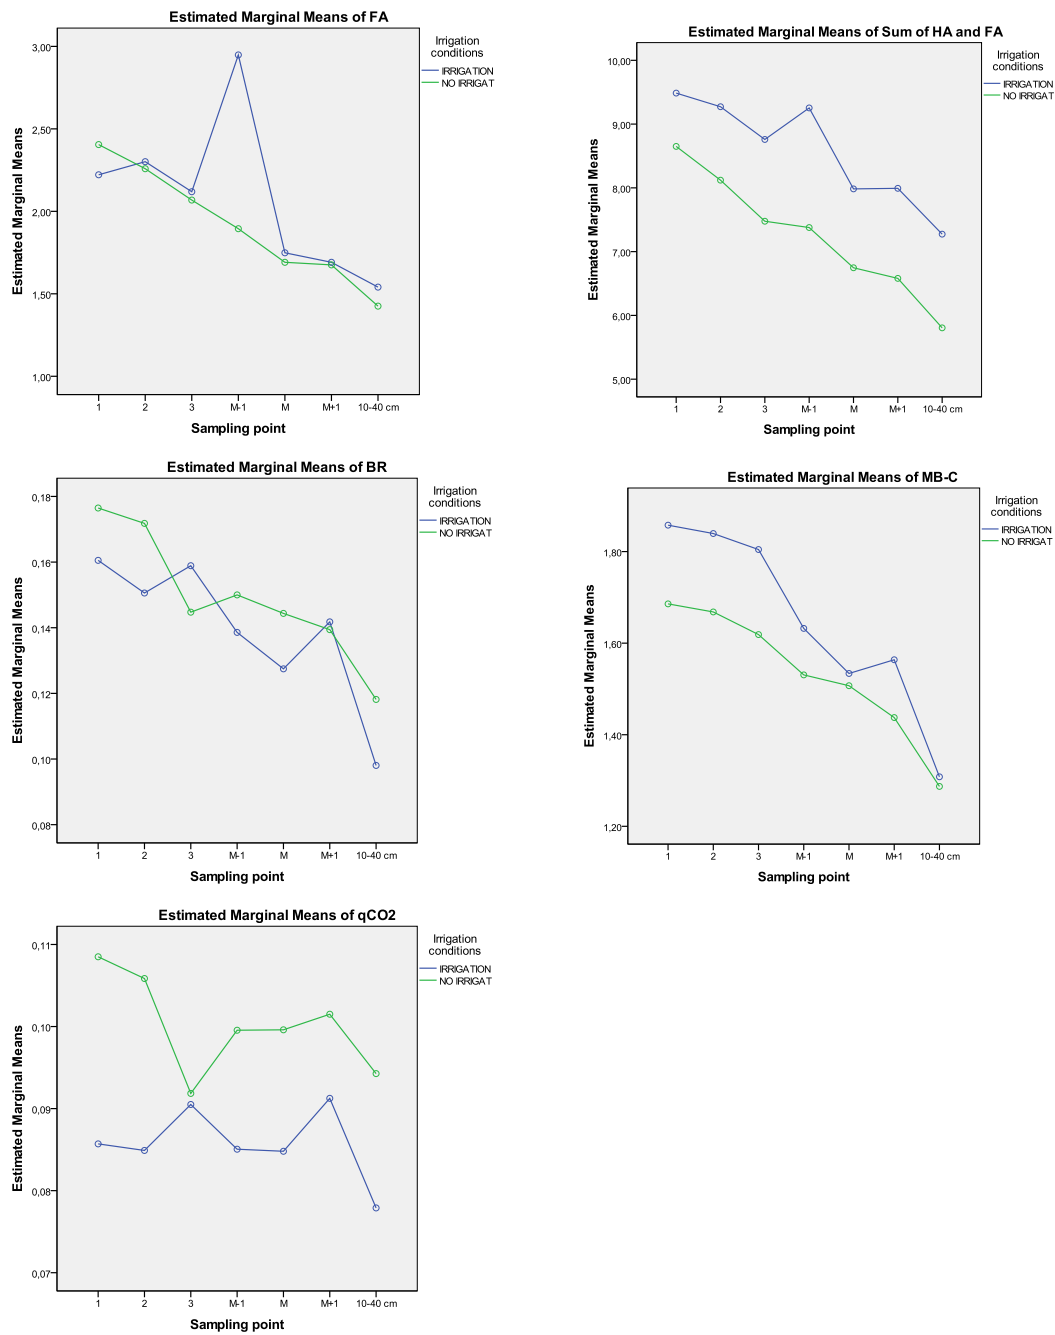 Estimated Marginal Means of FA
Irrigation
conditions
IRRIGATION
NO IRRIGAT
Estimated Marginal Means
3,00
2,50
2,00
1,50
1,00
1 2 3 M-1 M M+1 10-40 cm
Sampling point
Estimated Marginal Means of Sum of HA and FA
Irrigation
conditions
IRRIGATION
NO IRRIGAT
Estimated Marginal Means
10,00
9,00
8,00
7,00
6,00
5,00
1 2 3 M-1 M M+1 10-40 cm
Sampling point
Estimated Marginal Means of BR
Irrigation
conditions
IRRIGATION
NO IRRIGAT
Estimated Marginal Means
0,18
0,16
0,14
0,12
0,10
0,08
1 2 3 M-1 M M+1 10-40 cm
Sampling point
Estimated Marginal Means of MB-C
Irrigation
conditions
IRRIGATION
NO IRRIGAT
Estimated Marginal Means
1,80
1,60
1,40
1,20
1 2 3 M-1 M M+1 10-40 cm
Sampling point
Estimated Marginal Means of qCO2
Irrigation
conditions
IRRIGATION
NO IRRIGAT
Estimated Marginal Means
0,11
0,10
0,09
0,08
0,07
1 2 3 M-1 M M+1 10-40 cm
Sampling point